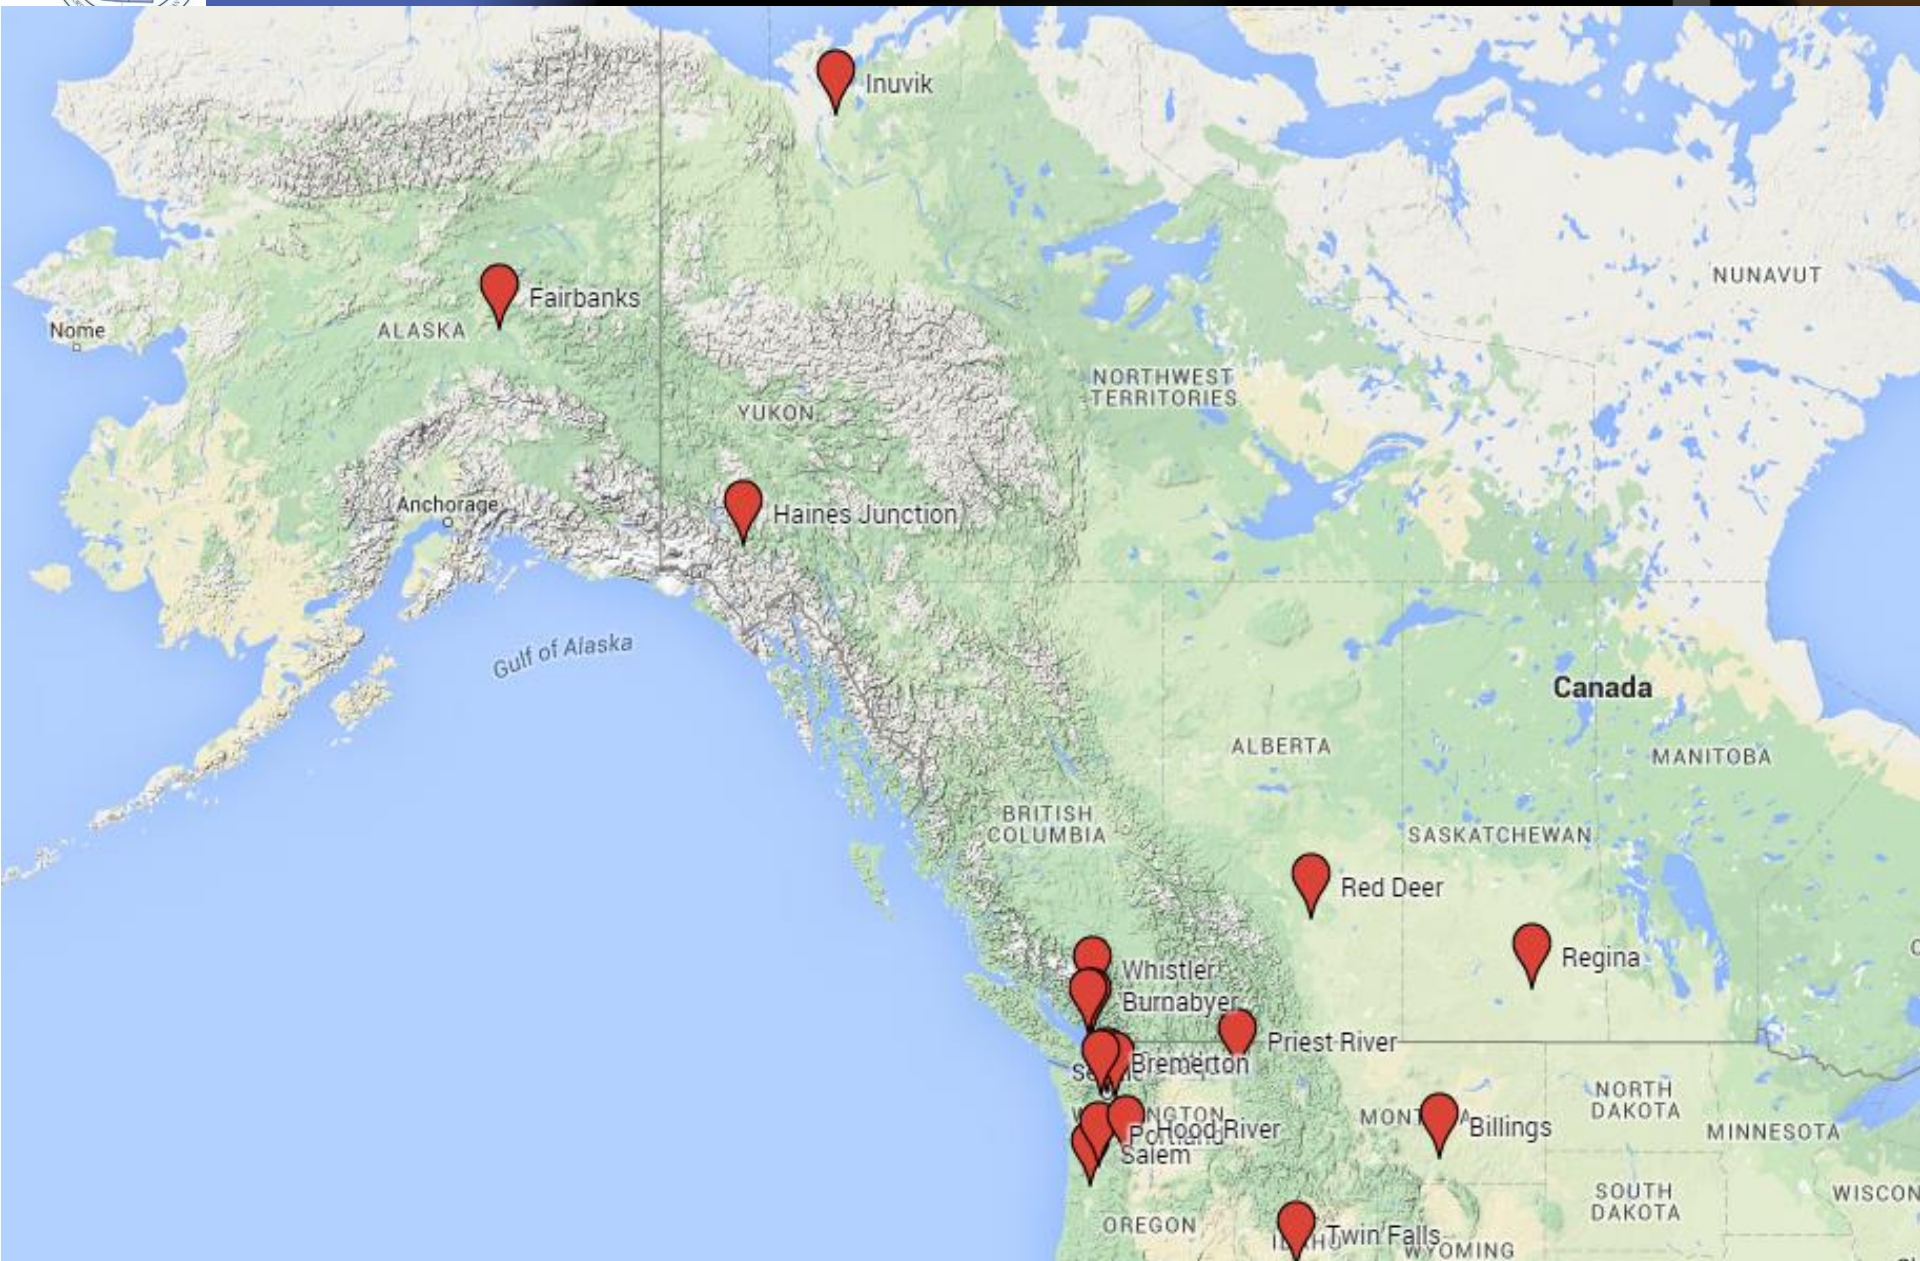 Inuvik
NUNAVUT
Fairbanks
Nome
ALASKA
NORTHWEST
TERRITORIES
YUKON
Anchorage
Haines Junction
Gulf of Alaska
Canada
ALBERTA
MANITOBA
BRITISH
COLUMBIA
SASKATCHEWAN
Red Deer
Regina
Whistler
Burnabyer
Priest River
Bremerton
NORTH
DAKOTA
Hood River
Billings
MINNESOTA
Portland
Salem
SOUTH
DAKOTA
WISCON
OREGON
Twin Falls
WYOMING